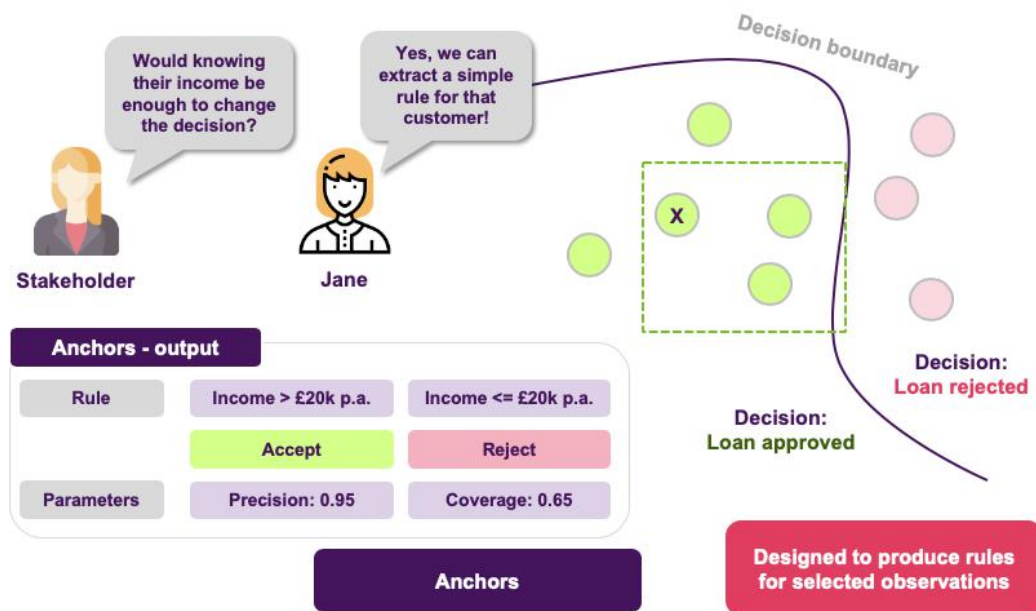 Would knowing
their income be
enough to change
the decision?
Yes, we can
extract a simple
rule for that
customer!
Decision boundary
X
Stakeholder
Jane
Anchors - output
Rule
Income > £20k p.a.
Income <= £20k p.a.
Accept
Reject
Parameters
Precision: 0.95
Coverage: 0.65
Decision:
Loan rejected
Decision:
Loan approved
Anchors
Designed to produce rules
for selected observations